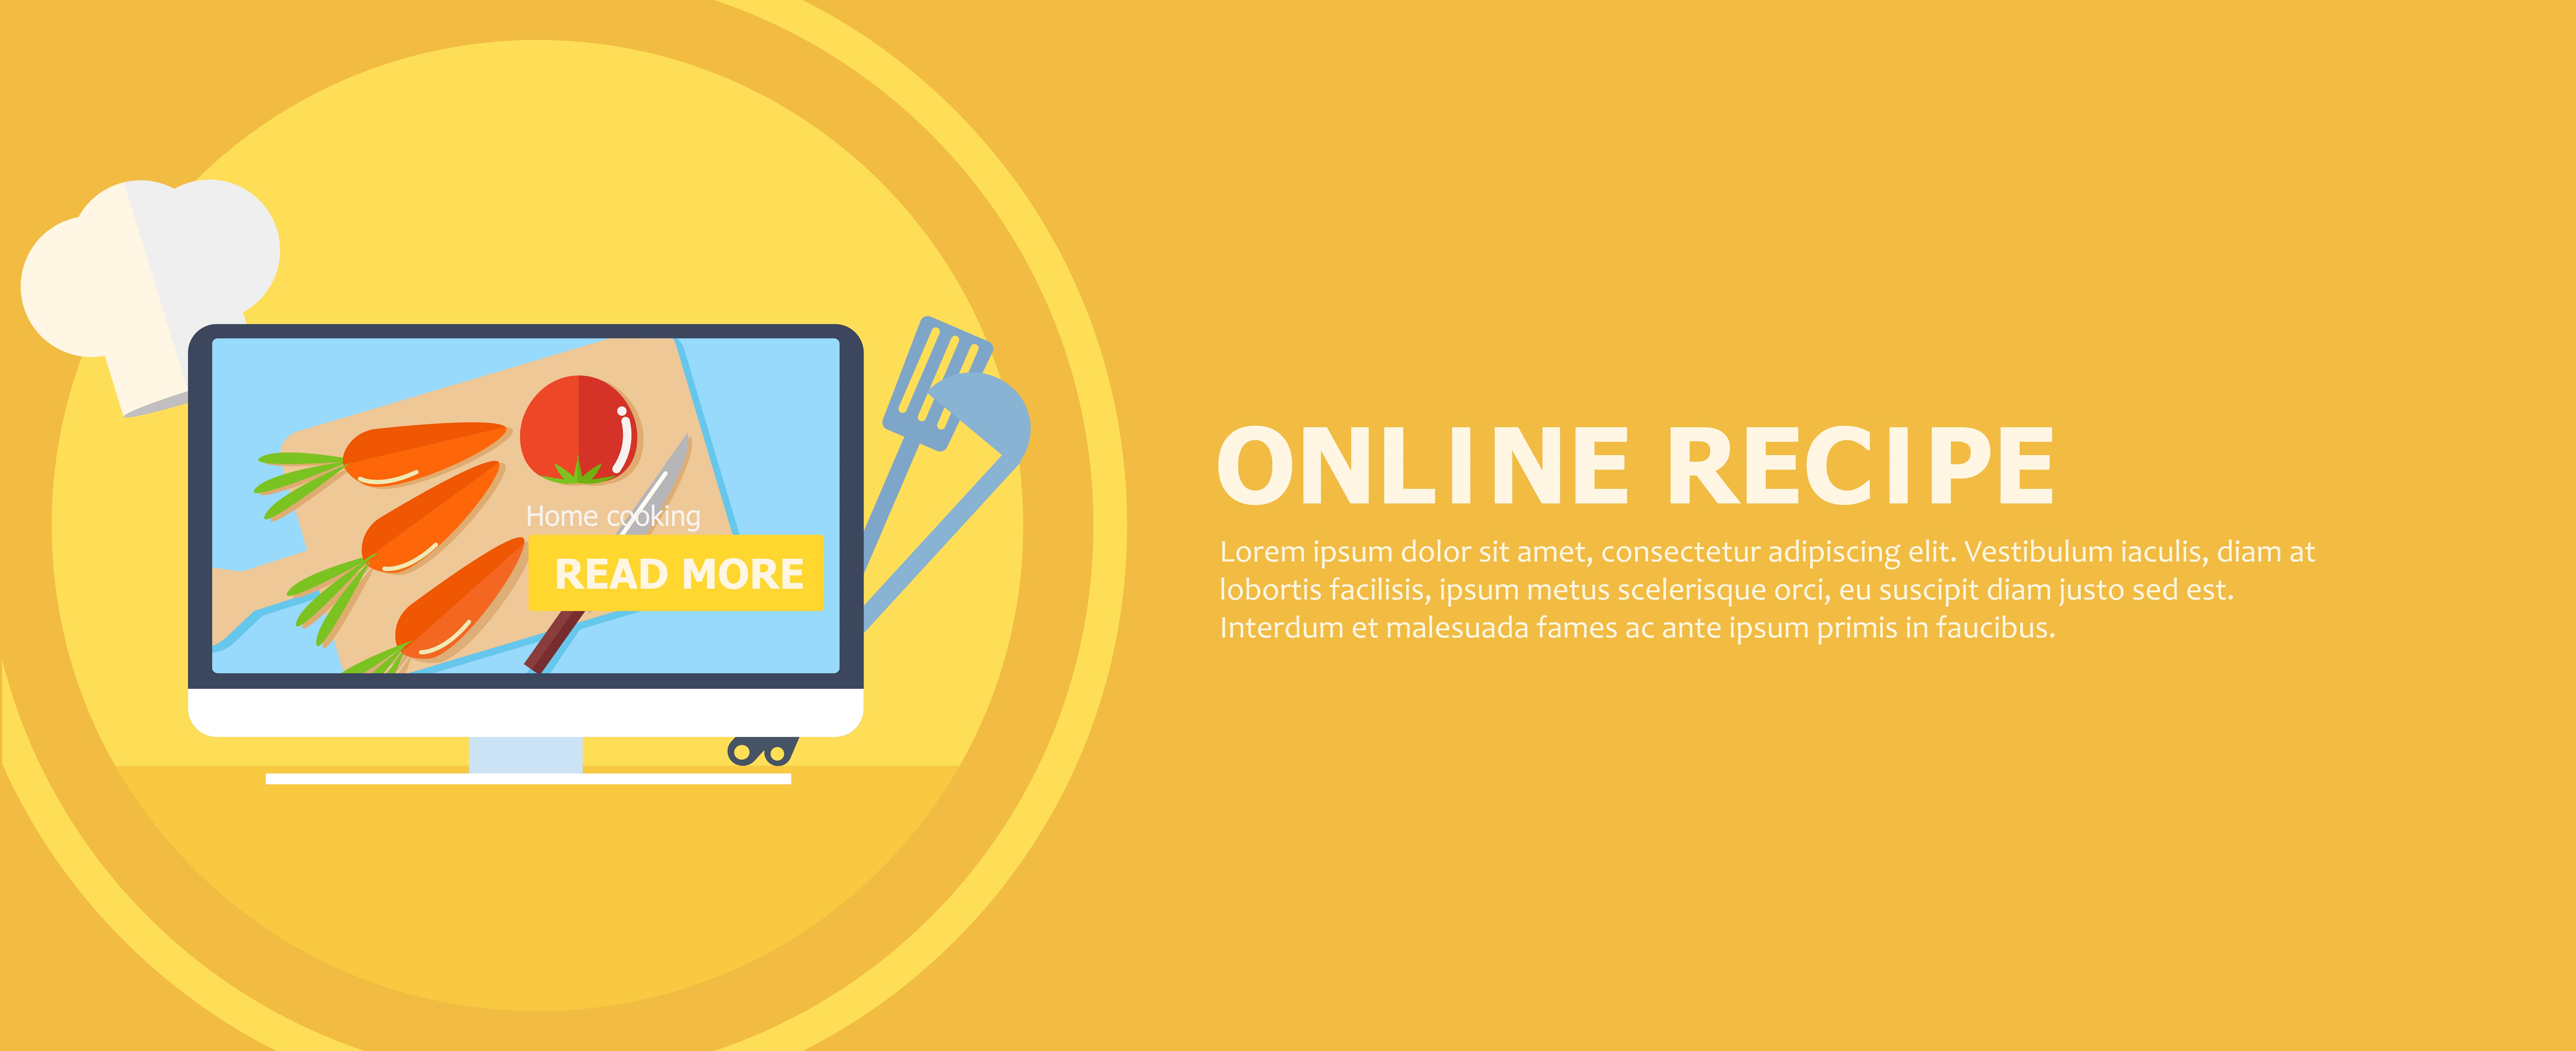 Home cooking
READ MORE
ONLINE RECIPE
Lorem ipsum dolor sit amet, consectetur adipiscing elit. Vestibulum iaculis, diam at
lobortis facilisis, ipsum metus scelerisque orci, eu suscipit diam justo sed est.
Interdum et malesuada fames ac ante ipsum primis in faucibus.